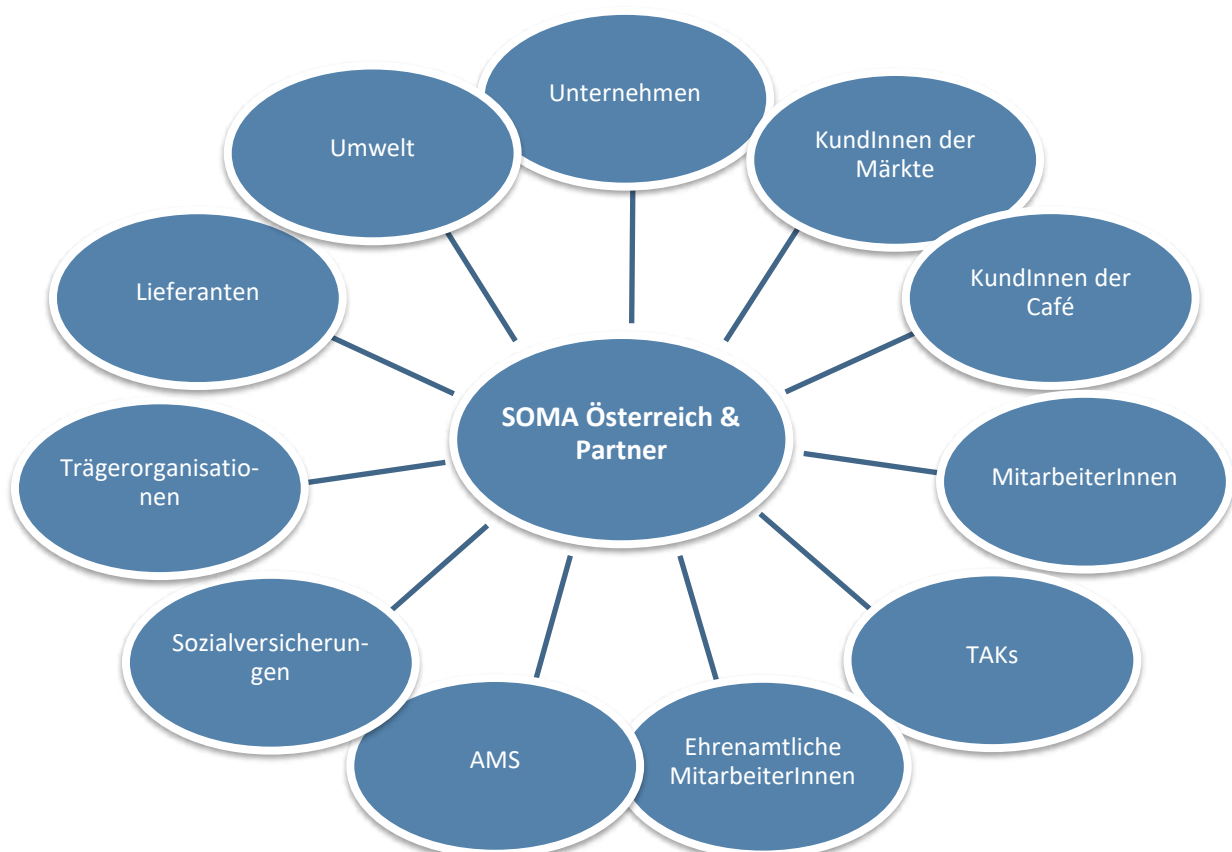 Unternehmen
KundInnen der
Märkte
KundInnen der
Café
MitarbeiterInnen
TAKs
Ehrenamtliche
MitarbeiterInnen
AMS
Sozialversicherun-
gen
Trägerorganisatio-
nen
Lieferanten
Umwelt
SOMA Österreich &
Partner